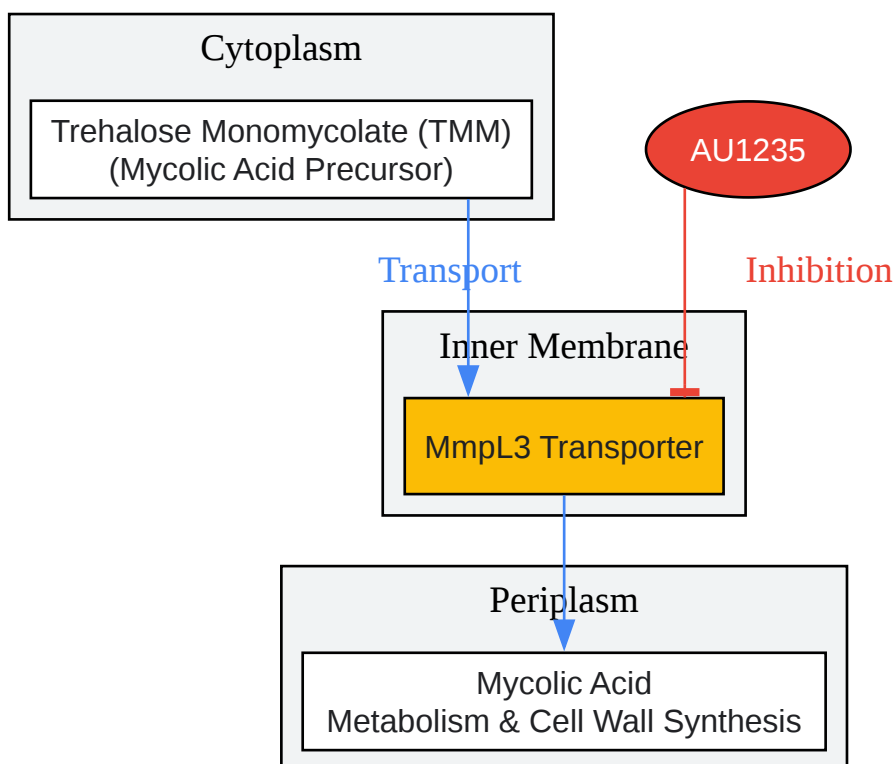 Cytoplasm
Trehalose Monomycolate (TMM)
(Mycolic Acid Precursor)
AU1235
Transport
Inhibition
Inner Membrane
MmpL3 Transporter
Periplasm
Mycolic Acid
Metabolism & Cell Wall Synthesis